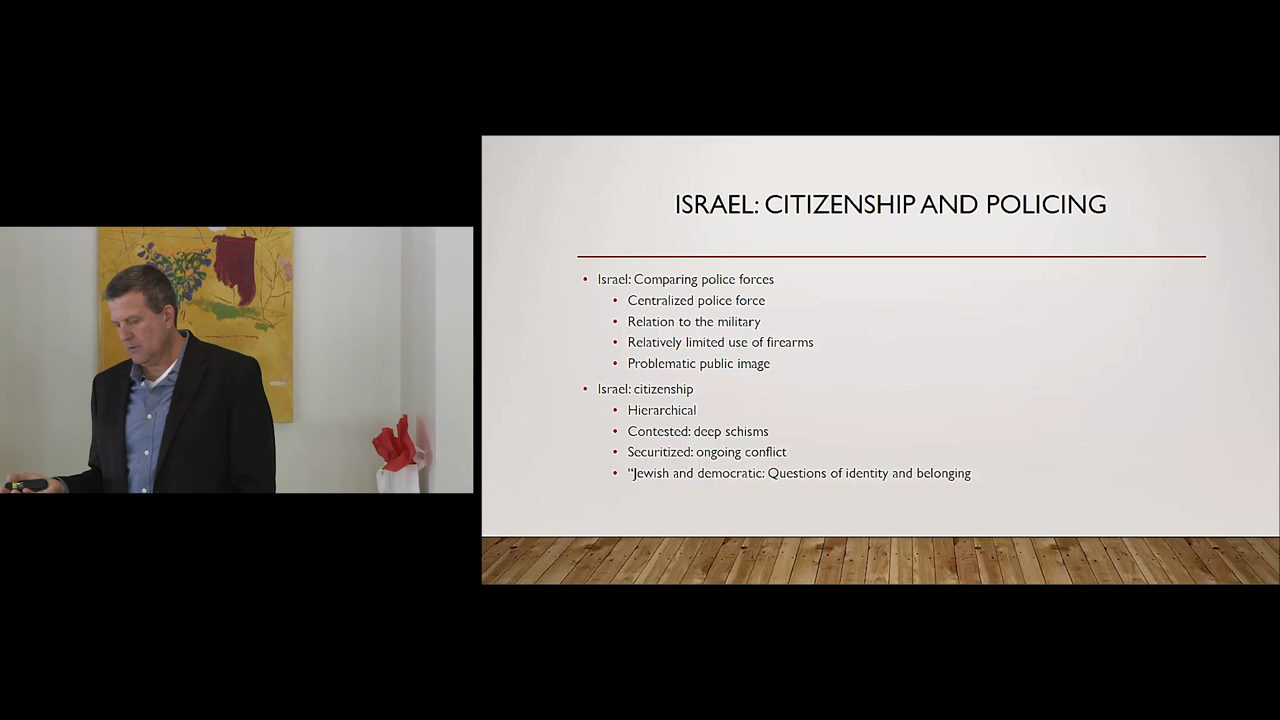 ISRAEL: CITIZENSHIP AND POLICING
• Israel: Comparing police forces
• Centralized police force
• Relation to the military
• Relatively limited use of firearms
• Problematic public image
• Israel: citizenship
• Hierarchical
• Contested: deep schisms
• Securitized: ongoing conflict
• “Jewish and democratic: Questions of identity and belonging